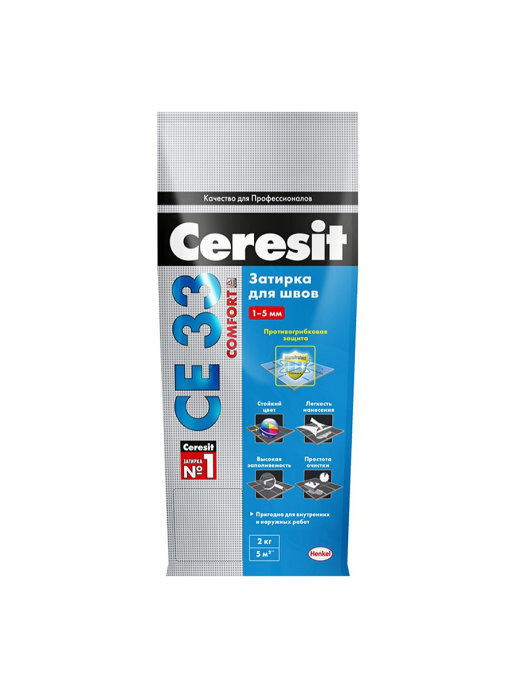 Качество для Профессионалов
Ceresit
CE 33
COMFORT
Затирка
для швов
1–5 мм
Противогрибковая
защита
Стойкий
цвет
Легкость
нанесения
Высокая
заполняемость
Простота
очистки
Ceresit
ЗАТИРКА
№1
▸ Пригодно для внутренних
и наружных работ
2 кг
5 м²*
Henkel